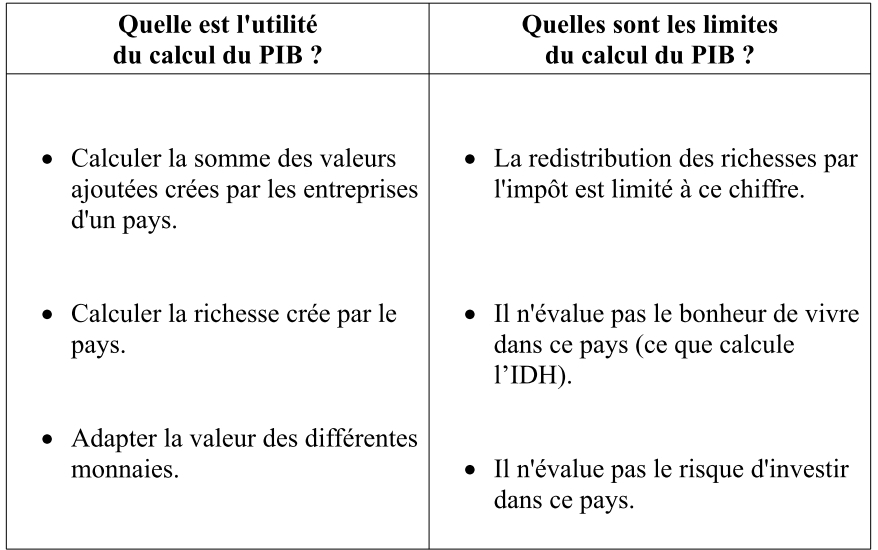 Quelle est l'utilité
du calcul du PIB ?
Quelles sont les limites
du calcul du PIB ?
• Calculer la somme des valeurs
ajoutées crées par les entreprises
d'un pays.
• Calculer la richesse crée par le
pays.
• Adapter la valeur des différentes
monnaies.
• La redistribution des richesses par
l'impôt est limité à ce chiffre.
• Il n'évalue pas le bonheur de vivre
dans ce pays (ce que calcule
l’IDH).
• Il n'évalue pas le risque d'investir
dans ce pays.